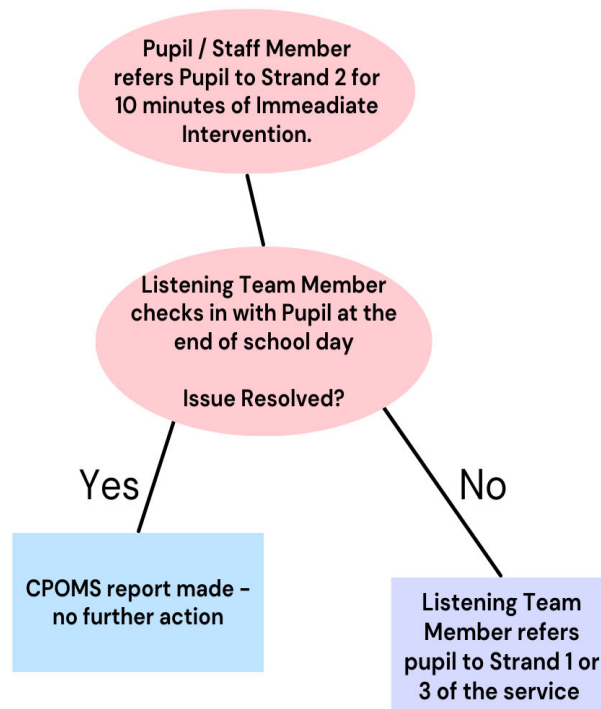 Pupil / Staff Member
refers Pupil to Strand 2 for
10 minutes of Immeadiate
Intervention.
Listening Team Member
checks in with Pupil at the
end of school day
Issue Resolved?
Yes
No
CPOMS report made -
no further action
Listening Team
Member refers
pupil to Strand 1 or
3 of the service